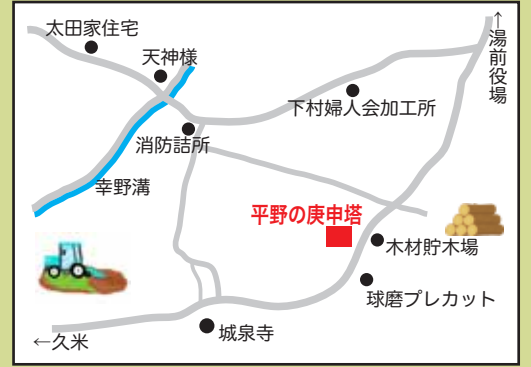 太田家住宅
天神様
↑湯前役場
下村婦人会加工所
消防詰所
幸野溝
平野の庚申塔
木材貯木場
球磨プレカット
城泉寺
←久米